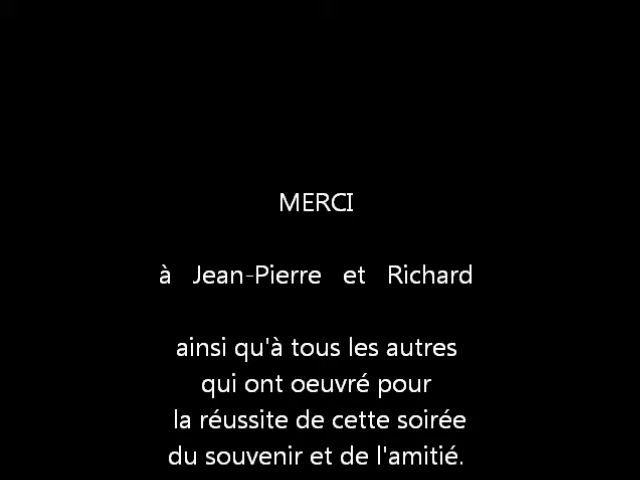 MERCI
à Jean-Pierre et Richard
ainsi qu'à tous les autres
qui ont oeuvré pour
la réussite de cette soirée
du souvenir et de l'amitié.